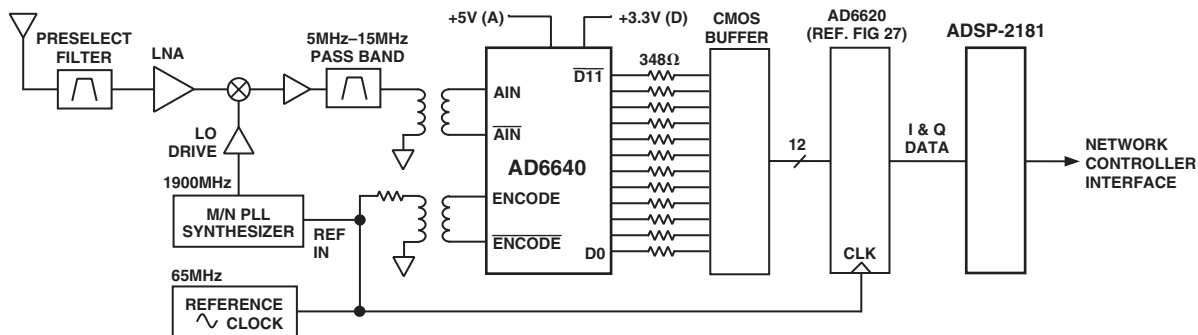 PRESELECT
FILTER
LNA
5MHz–15MHz
PASS BAND
+5V (A)
+3.3V (D)
CMOS
BUFFER
AD6620
(REF. FIG 27)
ADSP-2181
348Ω
D11
AIN
AIN
AD6640
ENCODE
ENCODE
D0
12
I & Q
DATA
NETWORK
CONTROLLER
INTERFACE
LO
DRIVE
1900MHz
M/N PLL
SYNTHESIZER
REF
IN
CLK
65MHz
REFERENCE
CLOCK